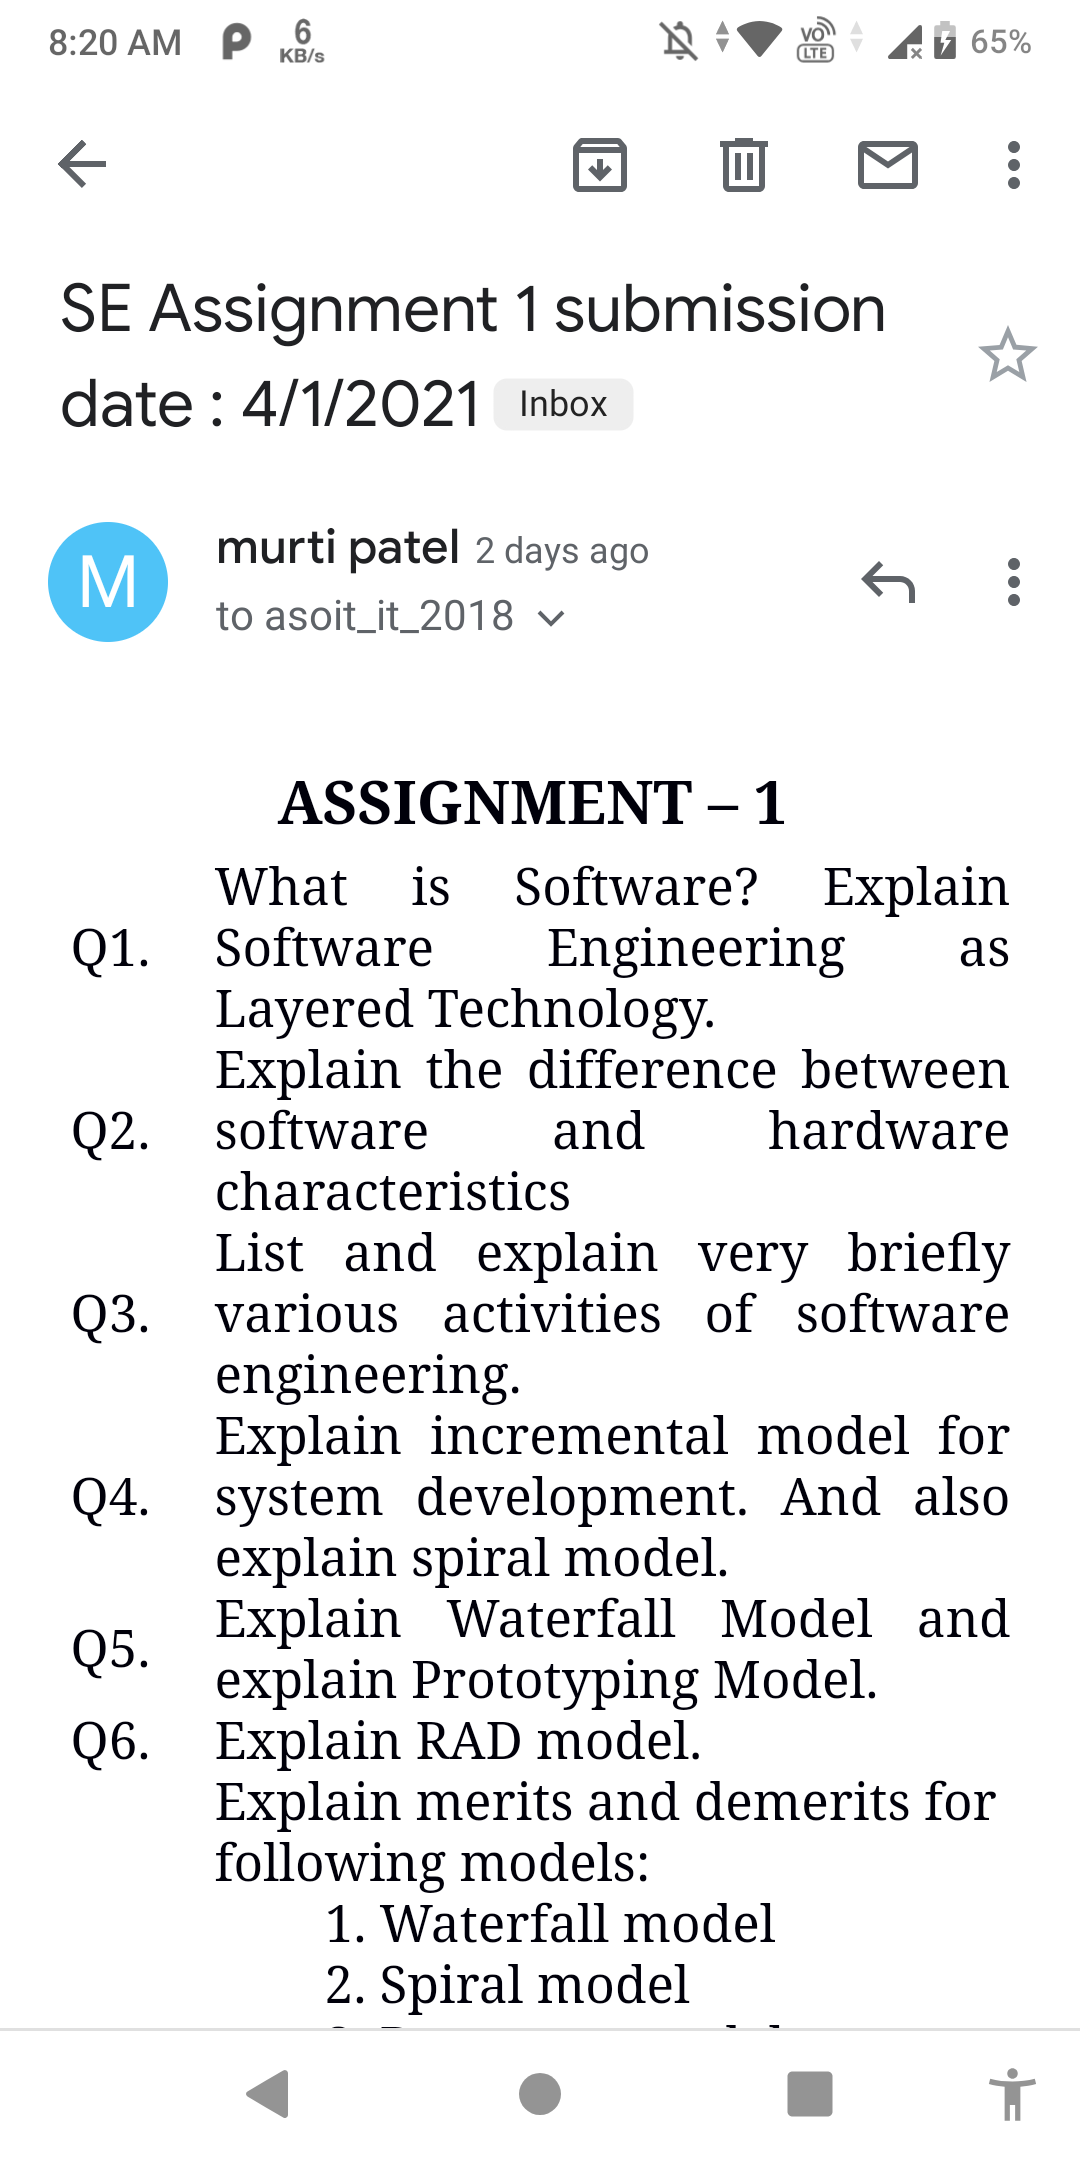 8:20 AM
6
KB/s
VO
LTE
65%
SE Assignment 1 submission
date : 4/1/2021 Inbox
M
murti patel 2 days ago
to asoit_it_2018
ASSIGNMENT – 1
What is Software? Explain
Q1. Software Engineering as
Layered Technology.
Explain the difference between
Q2. software and hardware
characteristics
List and explain very briefly
Q3. various activities of software
engineering.
Explain incremental model for
Q4. system development. And also
explain spiral model.
Explain Waterfall Model and
Q5.
explain Prototyping Model.
Q6. Explain RAD model.
Explain merits and demerits for
following models:
1. Waterfall model
2. Spiral model